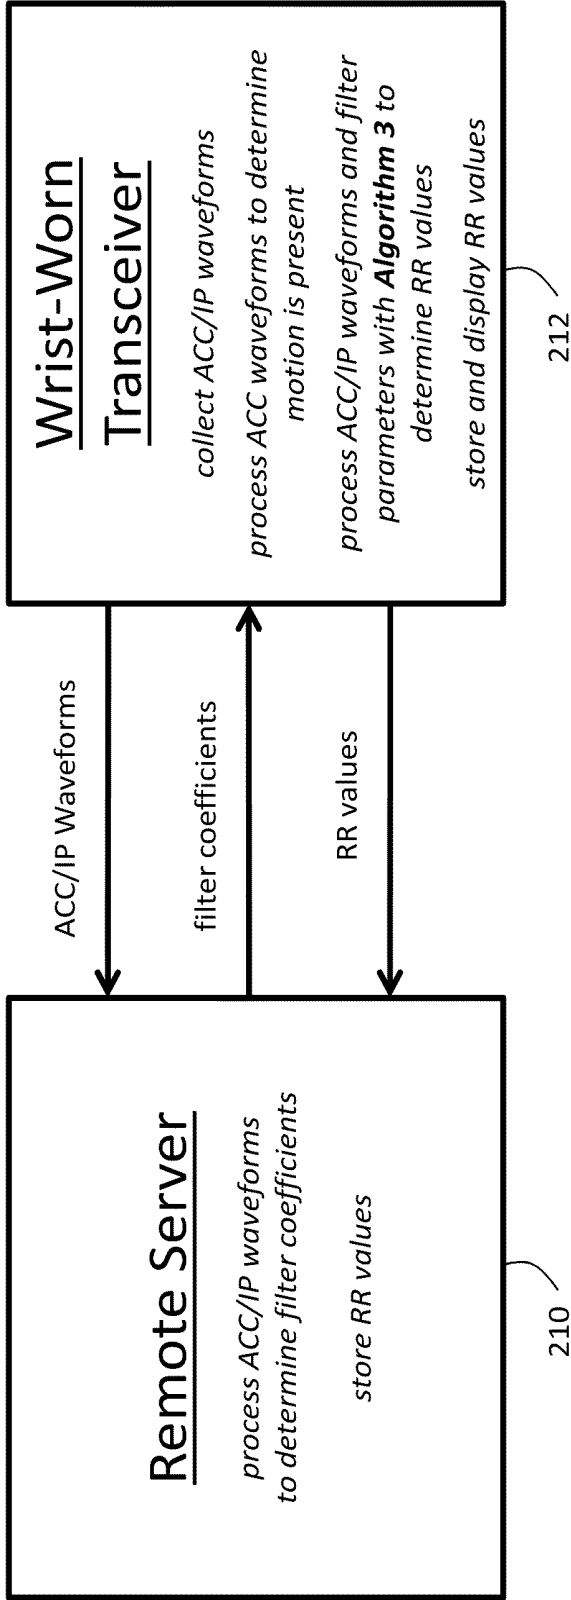 Remote Server
process ACC/IP waveforms
to determine filter coefficients
store RR values
210
ACC/IP Waveforms
filter coefficients
RR values
Wrist-Worn
Transceiver
collect ACC/IP waveforms
process ACC waveforms to determine
motion is present
process ACC/IP waveforms and filter
parameters with Algorithm 3 to
determine RR values
store and display RR values
212